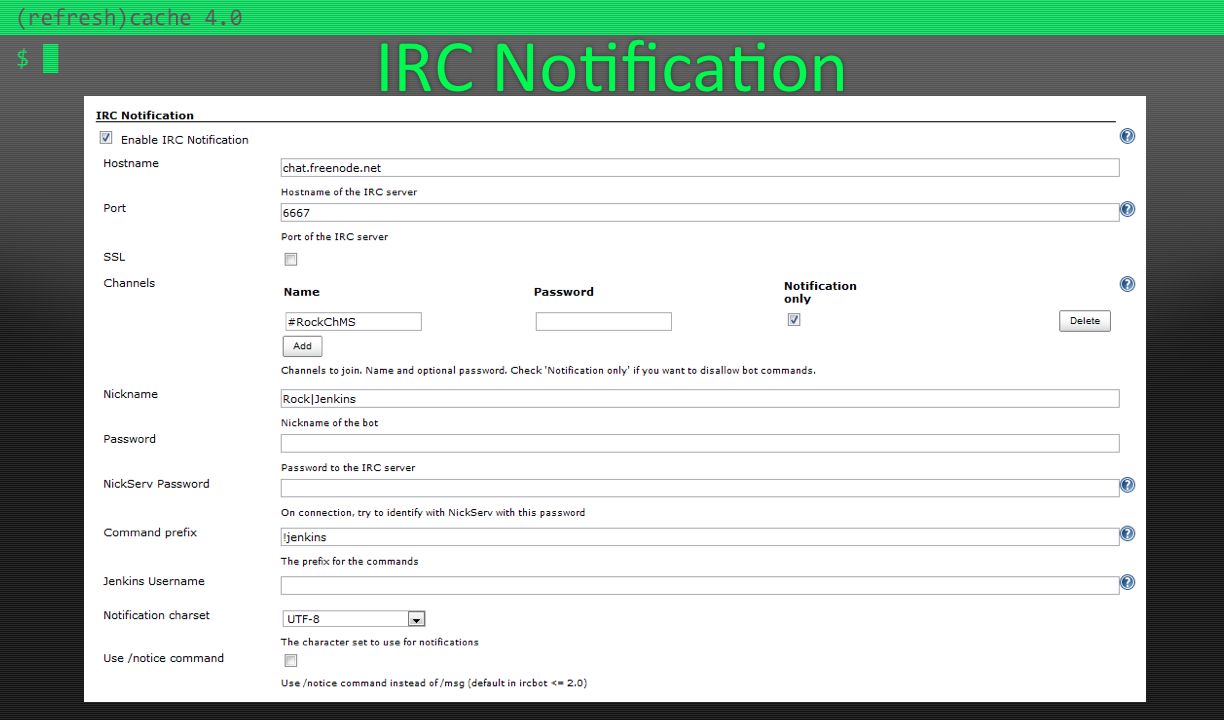 (refresh)cache 4.0
$
IRC Notification
IRC Notification
Enable IRC Notification
Hostname
chat.freenode.net
Hostname of the IRC server
Port
6667
Port of the IRC server
SSL
Channels
Name Password Notification only
#RockChMS Delete
Add
Channels to join. Name and optional password. Check 'Notification only' if you want to disallow bot commands.
Nickname
Rock|Jenkins
Nickname of the bot
Password
Password to the IRC server
NickServ Password
On connection, try to identify with NickServ with this password
Command prefix
!jenkins
The prefix for the commands
Jenkins Username
Notification charset
UTF-8
The character set to use for notifications
Use /notice command
Use /notice command instead of /msg (default in ircbot <= 2.0)